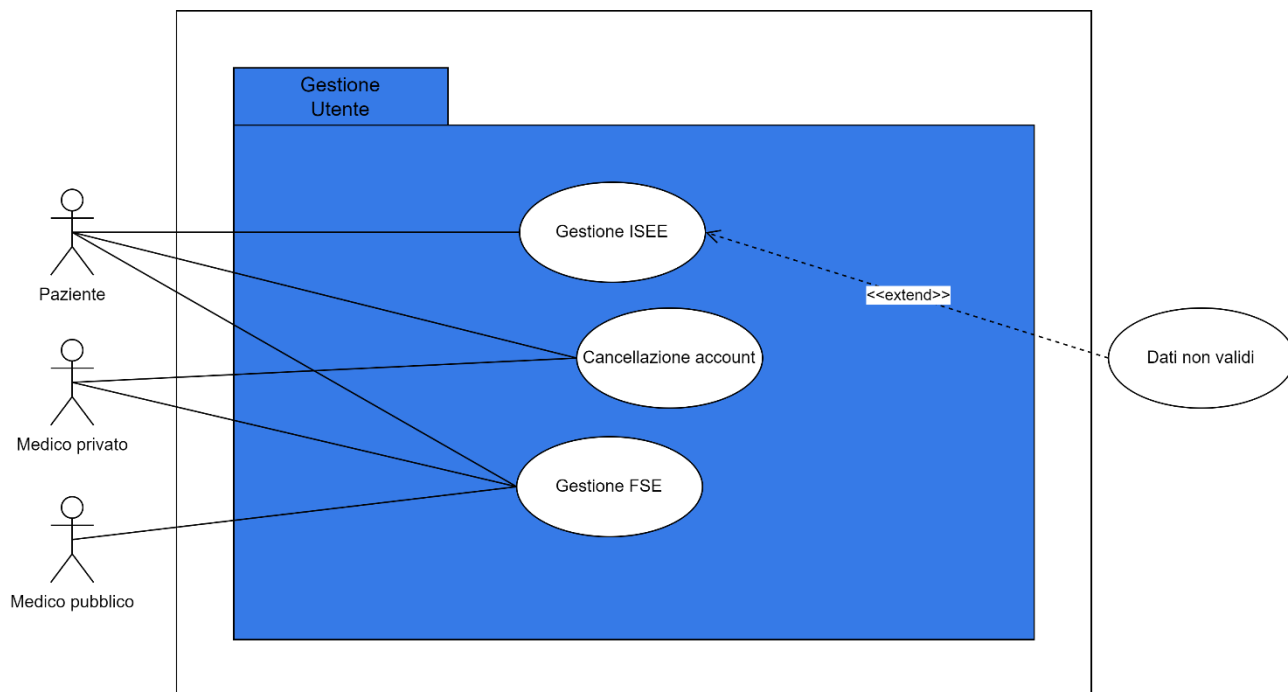 Gestione
Utente
Gestione ISEE
Paziente
<<extend>>
Cancellazione account
Dati non validi
Medico privato
Gestione FSE
Medico pubblico